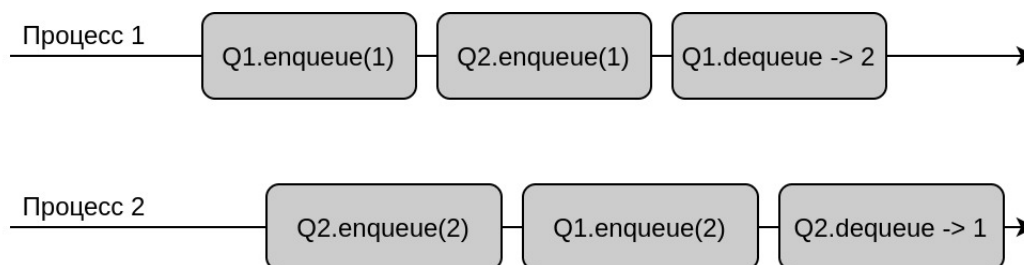 Процесс 1
Q1.enqueue(1) Q2.enqueue(1) Q1.dequeue -> 2
Процесс 2
Q2.enqueue(2) Q1.enqueue(2) Q2.dequeue -> 1